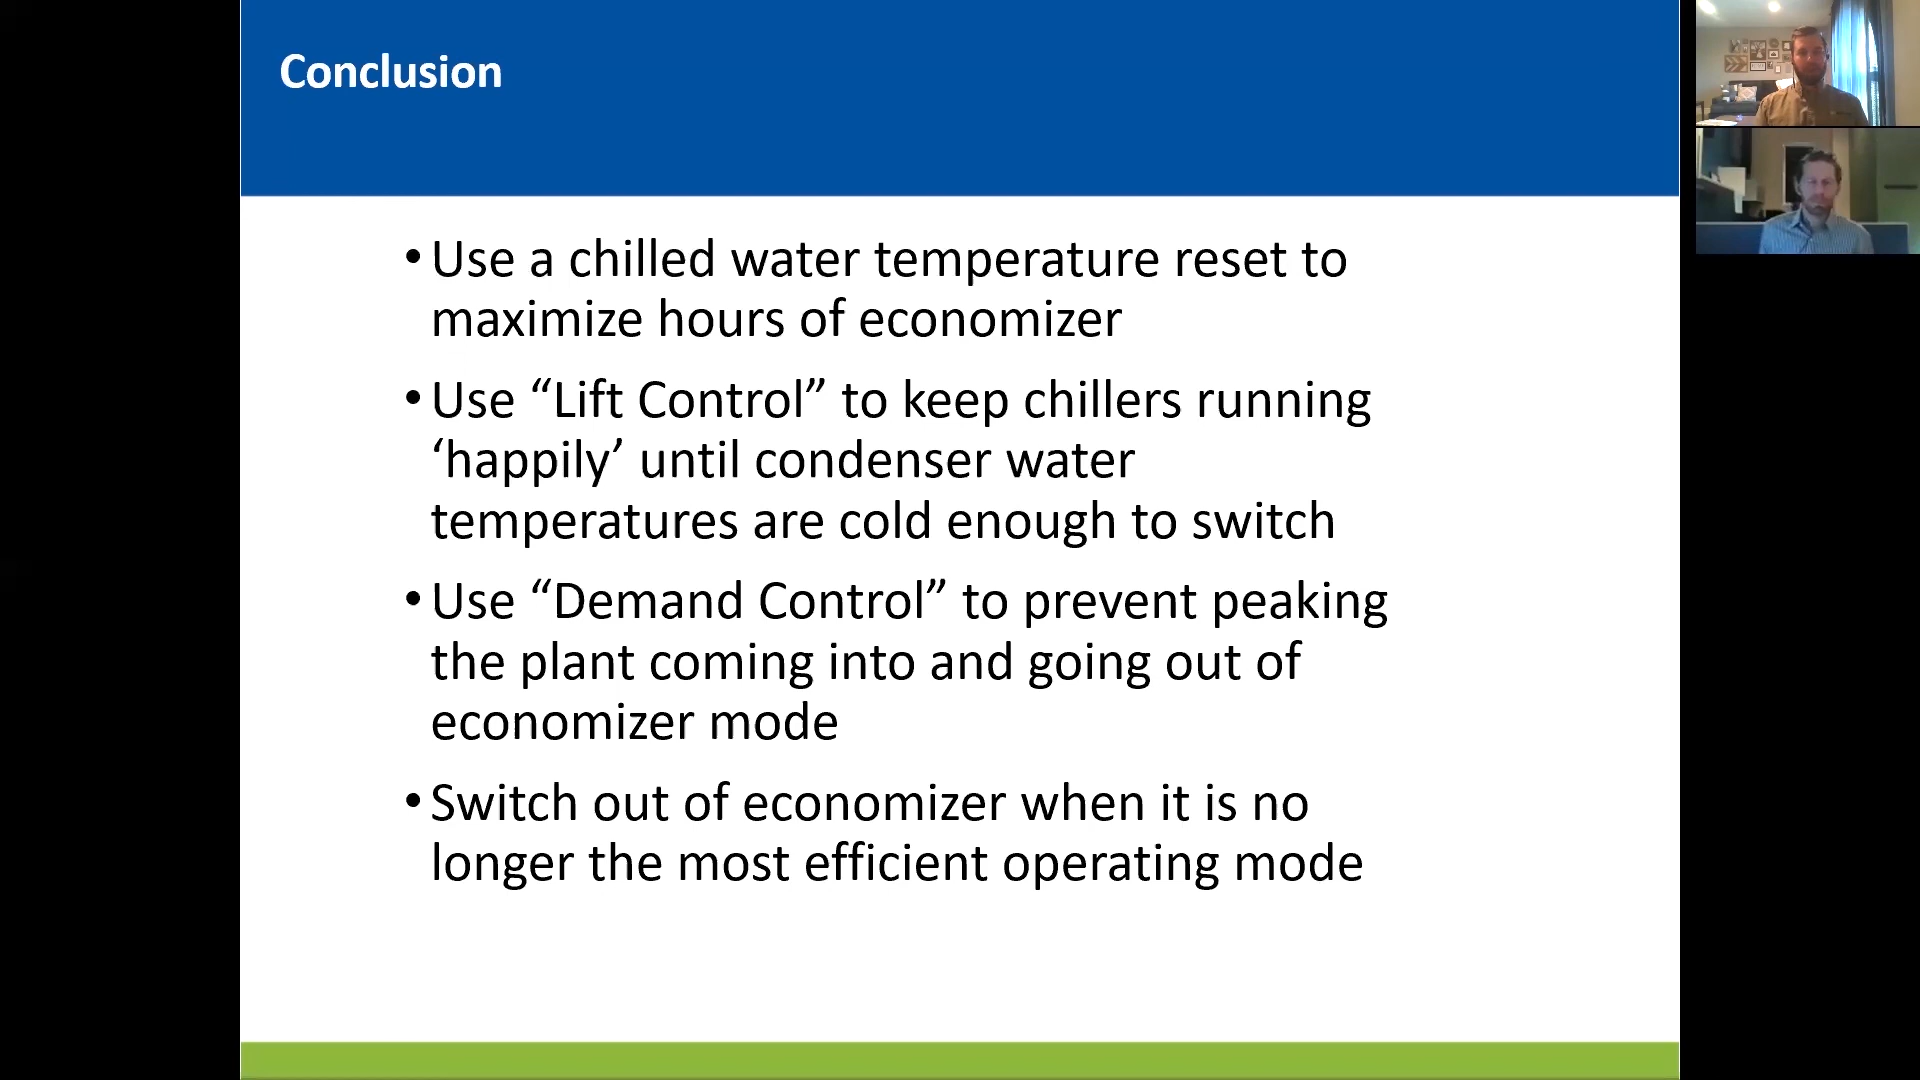 Conclusion
• Use a chilled water temperature reset to
maximize hours of economizer
• Use “Lift Control” to keep chillers running
‘happily’ until condenser water
temperatures are cold enough to switch
• Use “Demand Control” to prevent peaking
the plant coming into and going out of
economizer mode
• Switch out of economizer when it is no
longer the most efficient operating mode